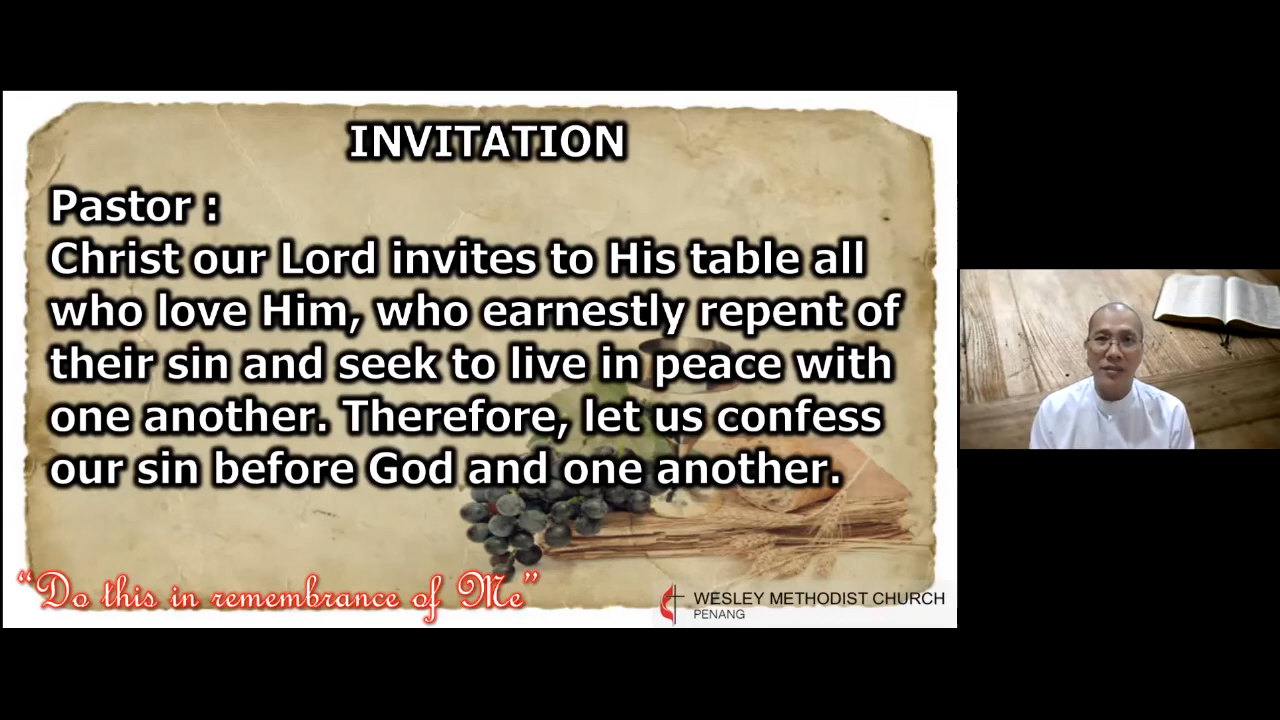 INVITATION
Pastor :
Christ our Lord invites to His table all
who love Him, who earnestly repent of
their sin and seek to live in peace with
one another. Therefore, let us confess
our sin before God and one another.
“Do this in remembrance of Me”
WESLEY METHODIST CHURCH
PENANG